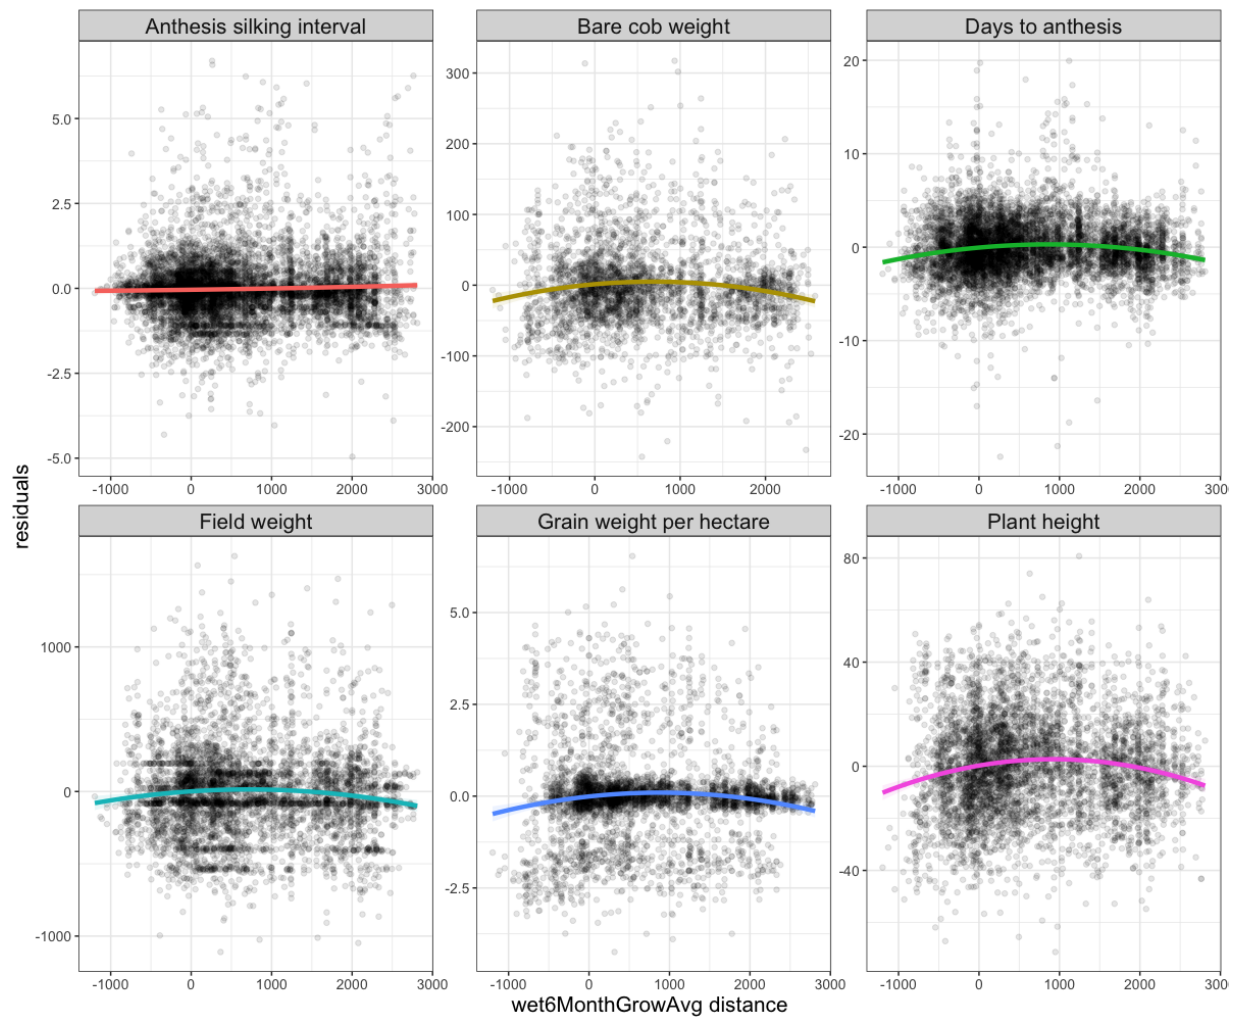 Anthesis silking interval
Bare cob weight
Days to anthesis
5.0
2.5
0.0
-2.5
-5.0
-1000 0 1000 2000 3000
300
200
100
0
-100
-200
-1000 0 1000 2000
20
10
0
-10
-20
-1000 0 1000 2000 300
residuals
Field weight
Grain weight per hectare
Plant height
1000
0
-1000
-1000 0 1000 2000 3000
5.0
2.5
0.0
-2.5
-1000 0 1000 2000 3000
80
40
0
-40
-1000 0 1000 2000 3000
wet6MonthGrowAvg distance